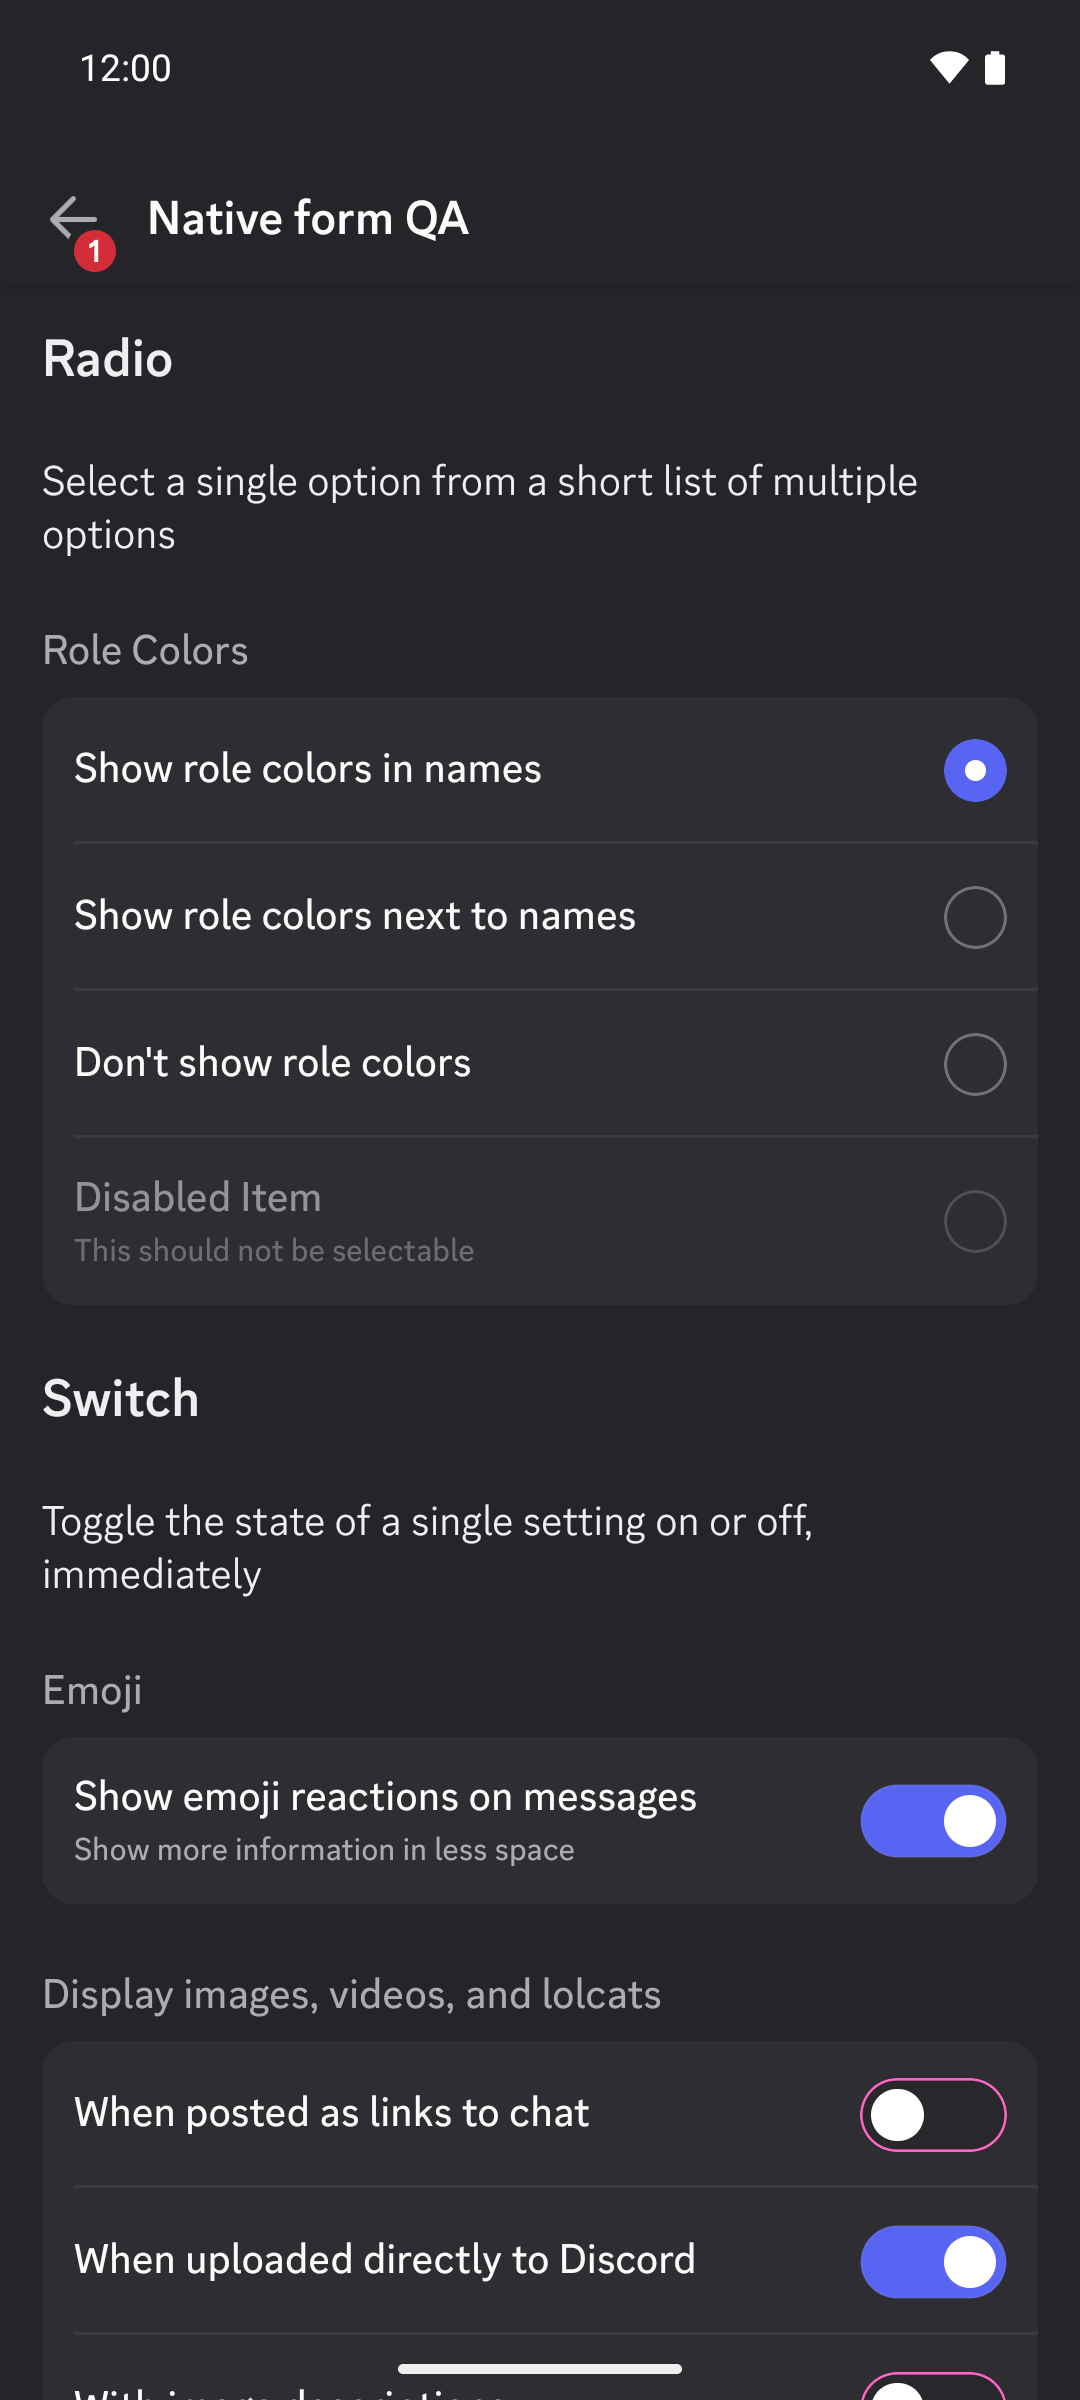 12:00
1
Native form QA
Radio
Select a single option from a short list of multiple
options
Role Colors
Show role colors in names
Show role colors next to names
Don't show role colors
Disabled Item
This should not be selectable
Switch
Toggle the state of a single setting on or off,
immediately
Emoji
Show emoji reactions on messages
Show more information in less space
Display images, videos, and lolcats
When posted as links to chat
When uploaded directly to Discord
With image descriptions